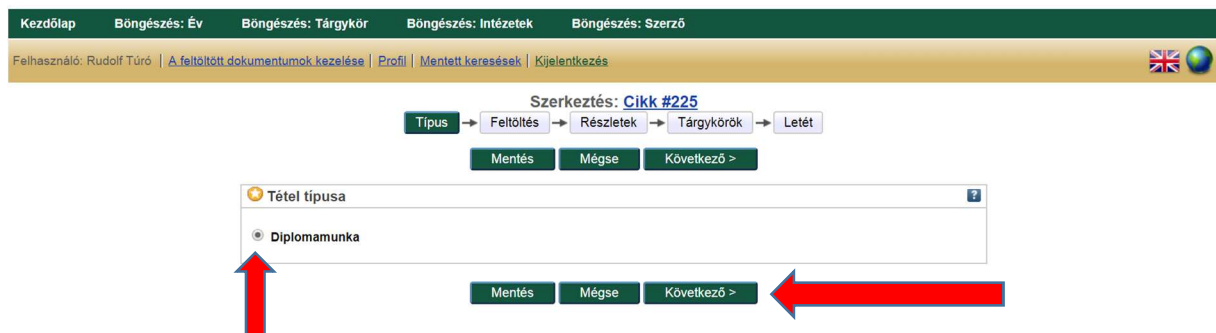 Kezdőlap Böngészés: Év Böngészés: Tárgykör Böngészés: Intézetek Böngészés: Szerző
Felhasználó: Rudolf Túró | A feltöltött dokumentumok kezelése | Profil | Mentett keresések | Kijelentkezés
Szerkesztés: Cikk #225
Típus → Feltöltés → Részletek → Tárgykörök → Letét
Mentés Mégse Következő >
Tétel típusa ?
Diplomamunka
Mentés Mégse Következő >